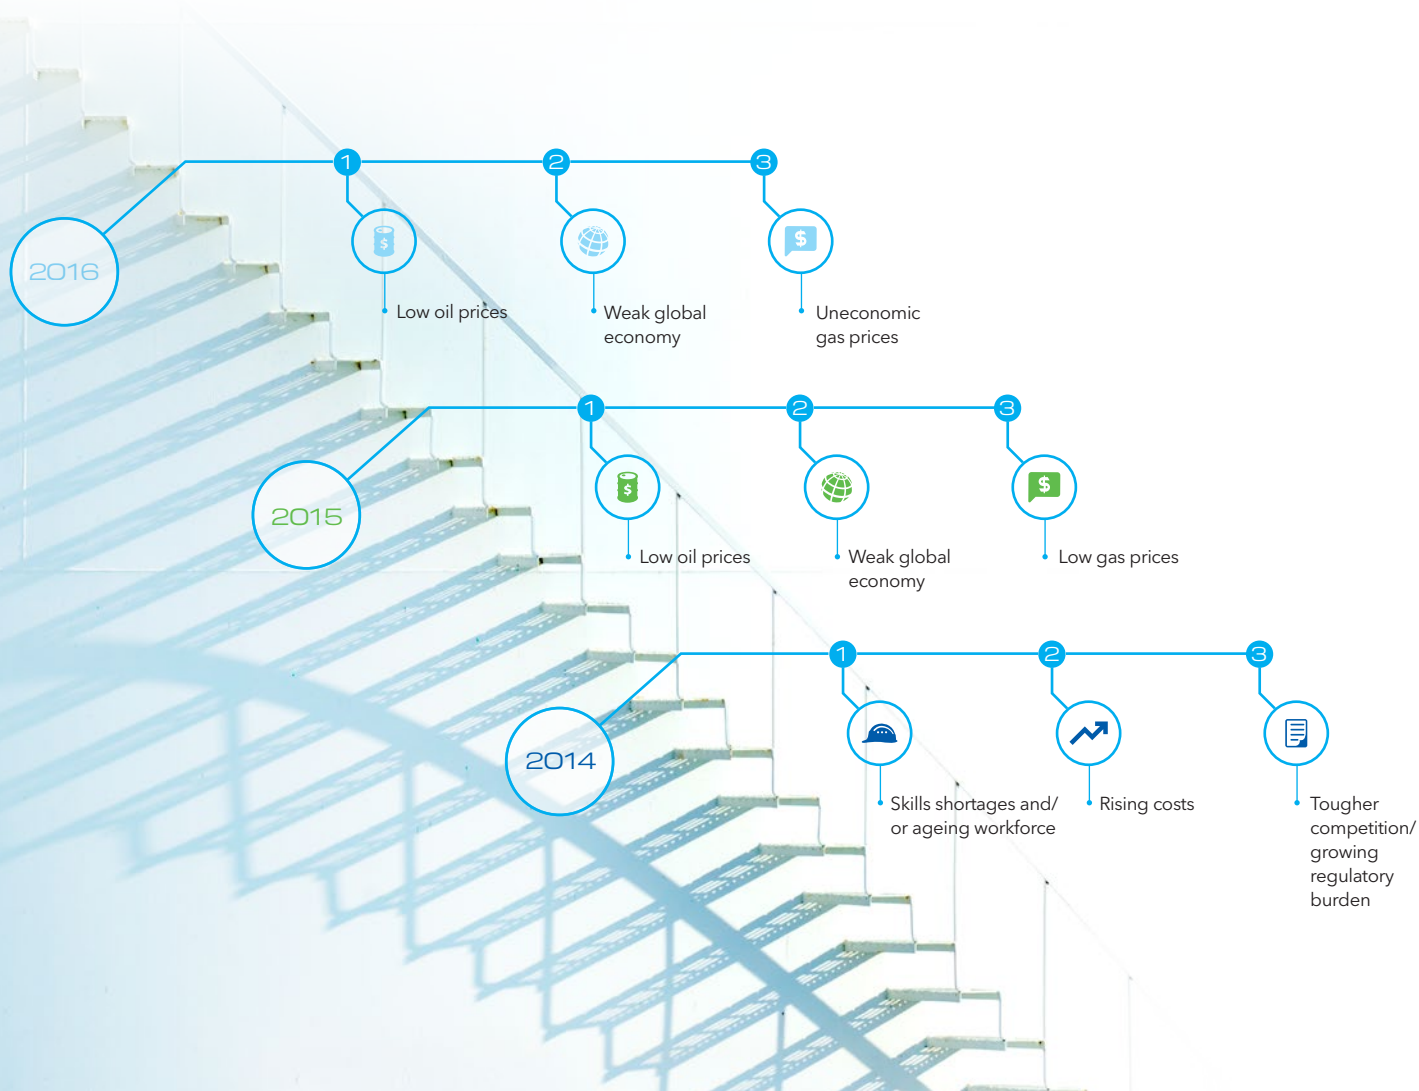 1 2 3
2016
$ $
Low oil prices
Weak global
economy
Uneconomic
gas prices
1 2 3
2015
$ $
Low oil prices
Weak global
economy
Low gas prices
1 2 3
2014
Skills shortages and/
or ageing workforce
Rising costs
Tougher
competition/
growing
regulatory
burden